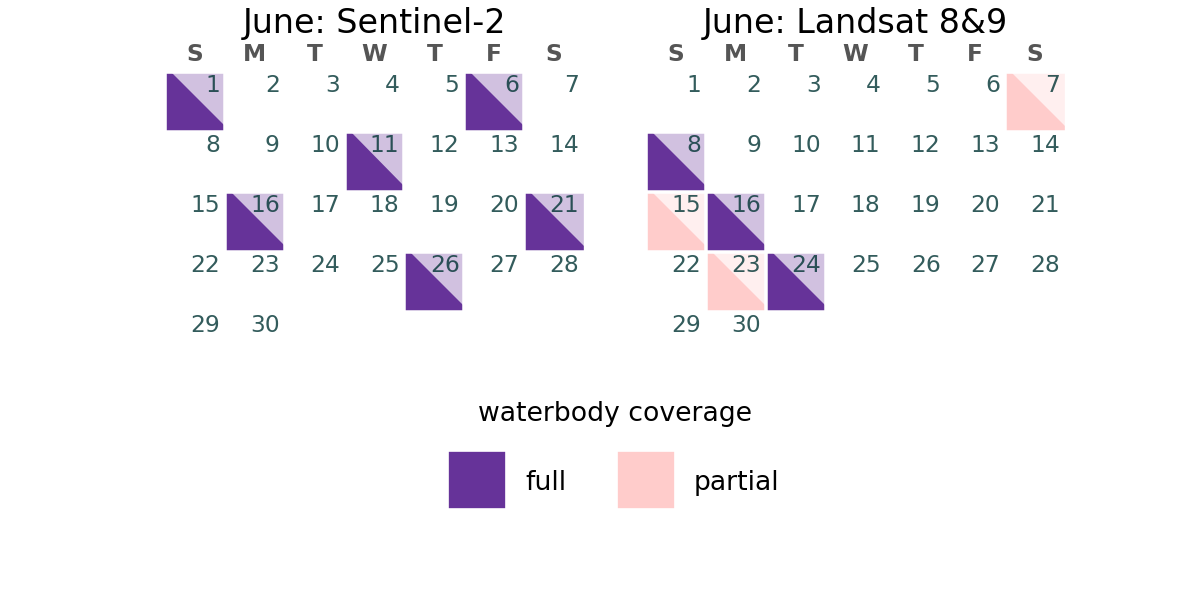 June: Sentinel-2
S M T W T F S
1 2 3 4 5 6 7
8 9 10 11 12 13 14
15 16 17 18 19 20 21
22 23 24 25 26 27 28
29 30
June: Landsat 8&9
S M T W T F S
1 2 3 4 5 6 7
8 9 10 11 12 13 14
15 16 17 18 19 20 21
22 23 24 25 26 27 28
29 30
waterbody coverage
full partial